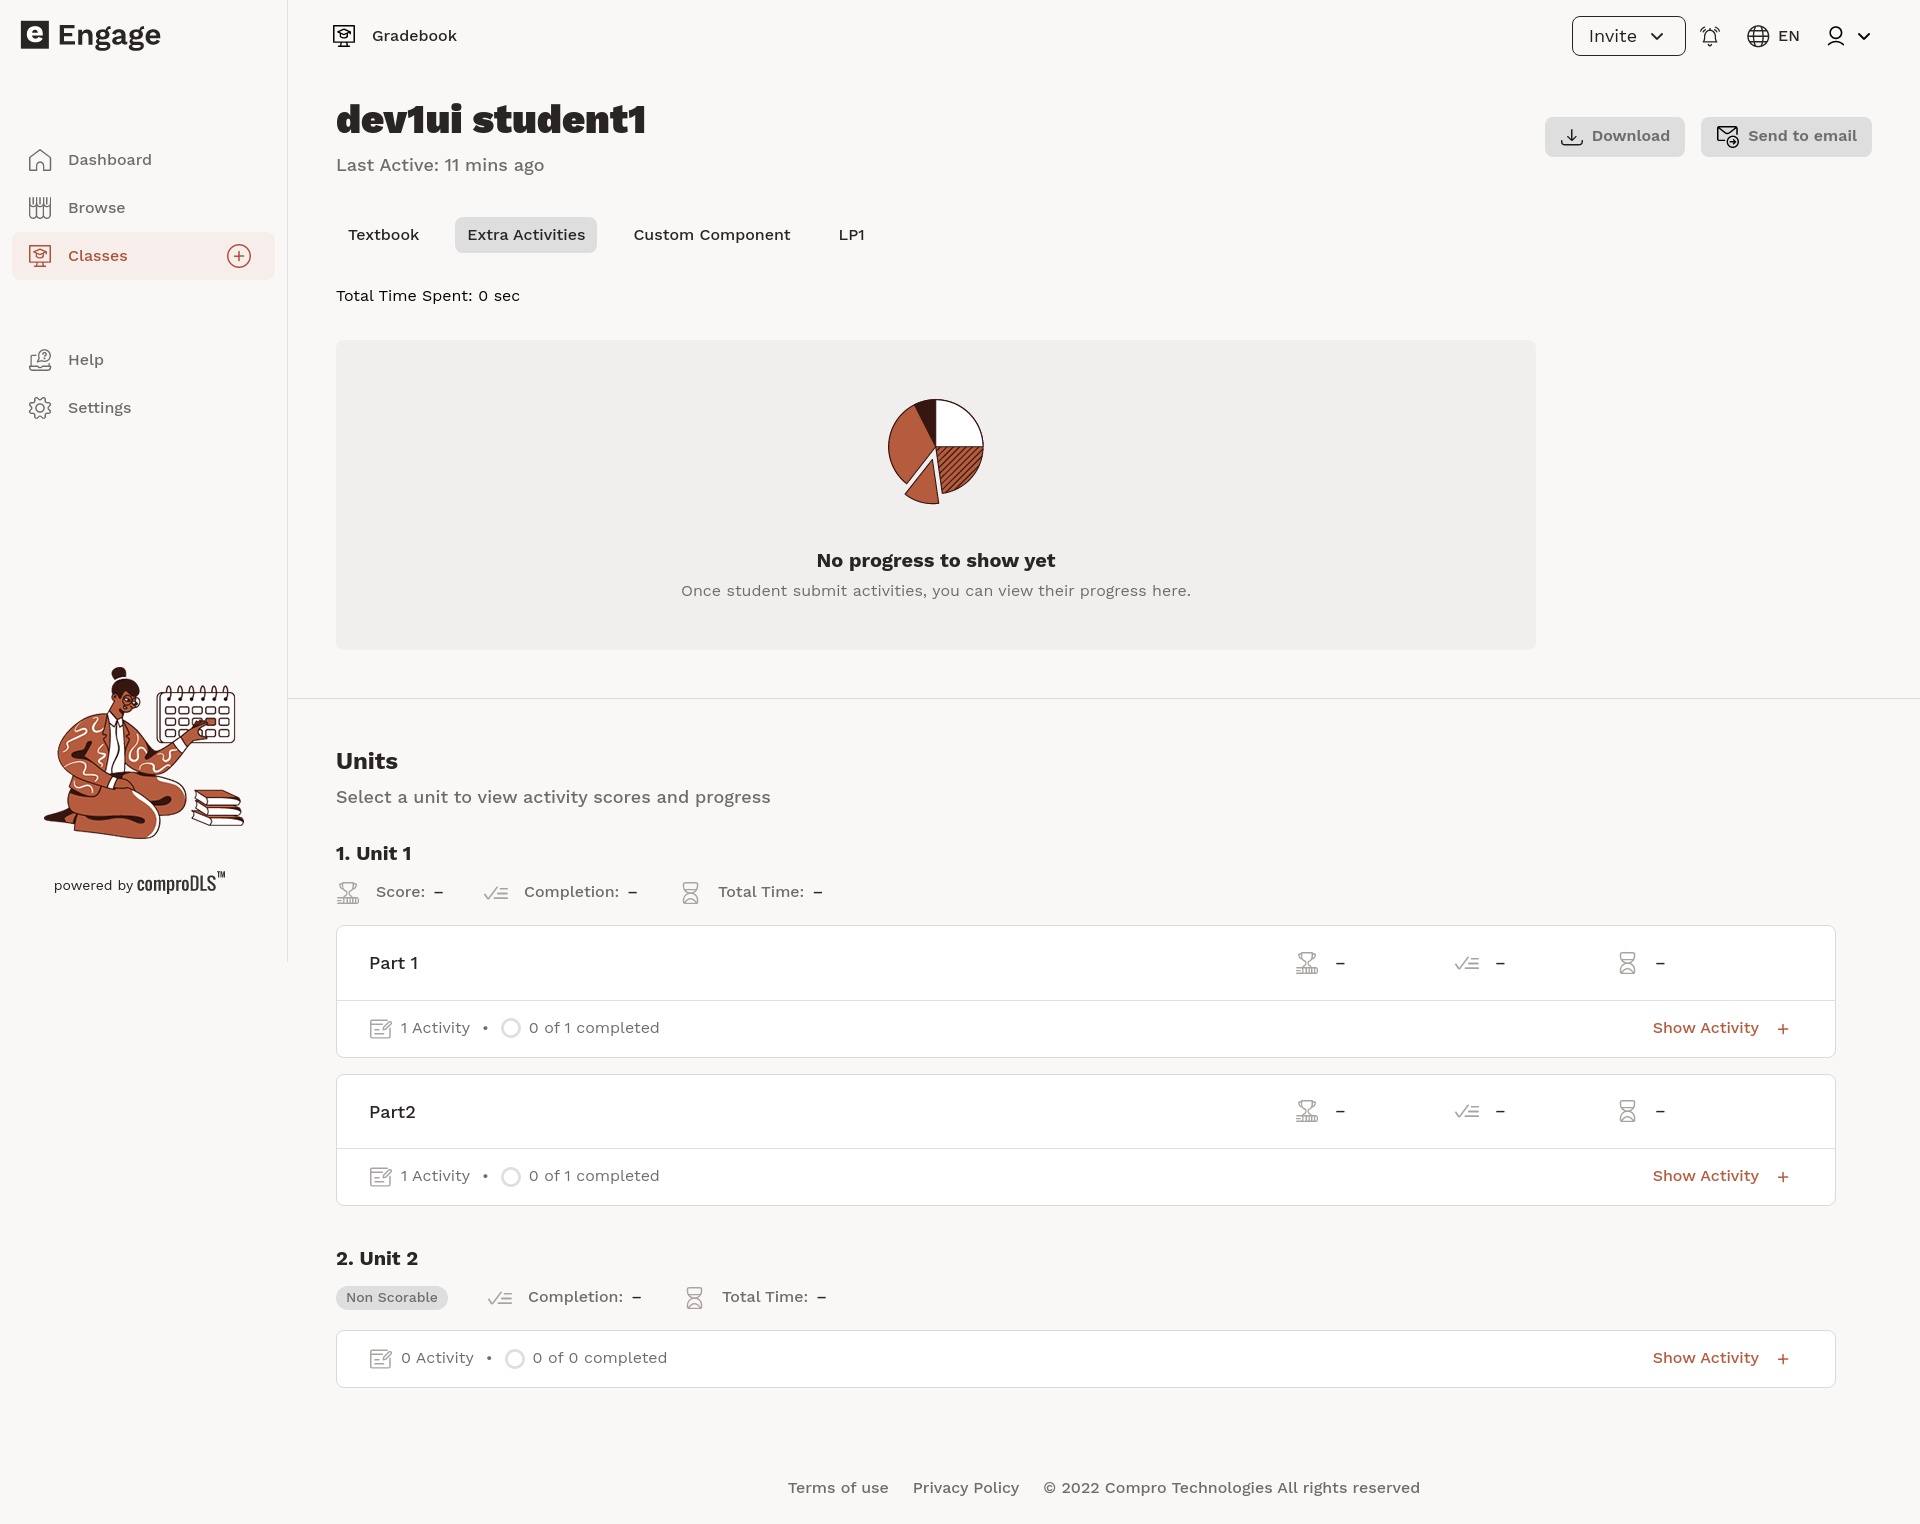 e Engage
Gradebook
Invite
EN
Dashboard
Browse
Classes
Help
Settings
powered by comproDLS™
dev1ui student1
Last Active: 11 mins ago
Download
Send to email
Textbook
Extra Activities
Custom Component
LP1
Total Time Spent: 0 sec
No progress to show yet
Once student submit activities, you can view their progress here.
Units
Select a unit to view activity scores and progress
1. Unit 1
Score: – Completion: – Total Time: –
Part 1 – – –
1 Activity • 0 of 1 completed Show Activity +
Part2 – – –
1 Activity • 0 of 1 completed Show Activity +
2. Unit 2
Non Scorable Completion: – Total Time: –
0 Activity • 0 of 0 completed Show Activity +
Terms of use Privacy Policy © 2022 Compro Technologies All rights reserved